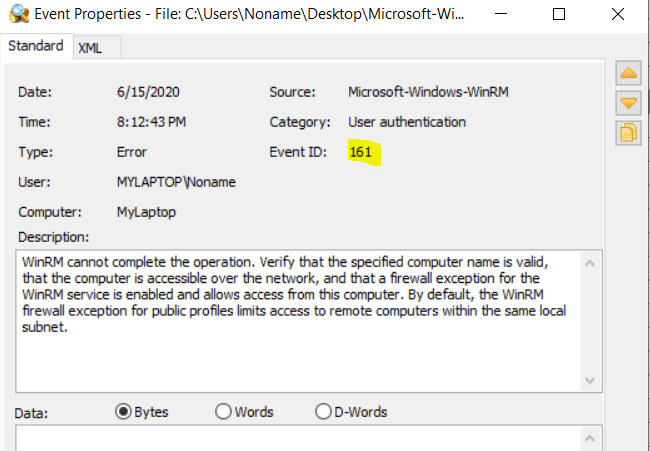 Event Properties - File: C:\Users\Noname\Desktop\Microsoft-Wi...
Standard XML
Date: 6/15/2020 Source: Microsoft-Windows-WinRM
Time: 8:12:43 PM Category: User authentication
Type: Error Event ID: 161
User: MYLAPTOP\Noname
Computer: MyLaptop
Description:
WinRM cannot complete the operation. Verify that the specified computer name is valid,
that the computer is accessible over the network, and that a firewall exception for the
WinRM service is enabled and allows access from this computer. By default, the WinRM
firewall exception for public profiles limits access to remote computers within the same local
subnet.
Data: Bytes Words D-Words